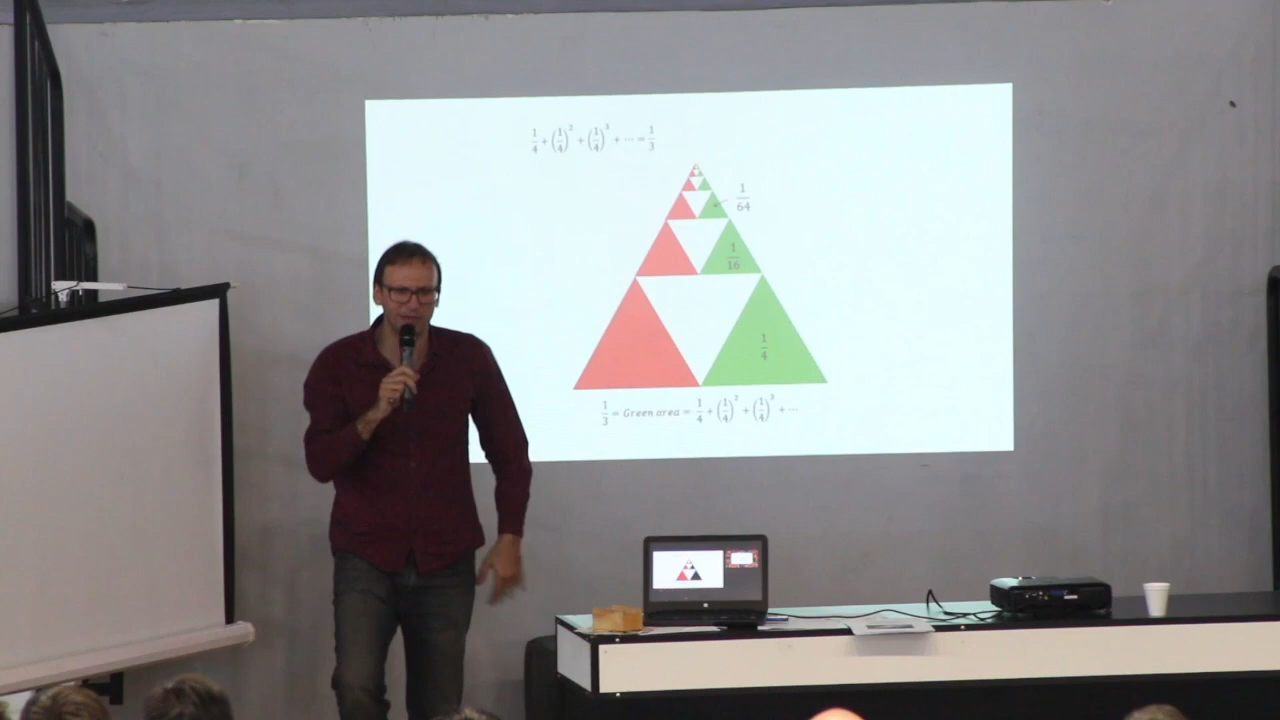 1/4 + (1/4)² + (1/4)³ + ⋯ = 1/3
1/64
1/16
1/4
1/3 = Green area = 1/4 + (1/4)² + (1/4)³ + ⋯